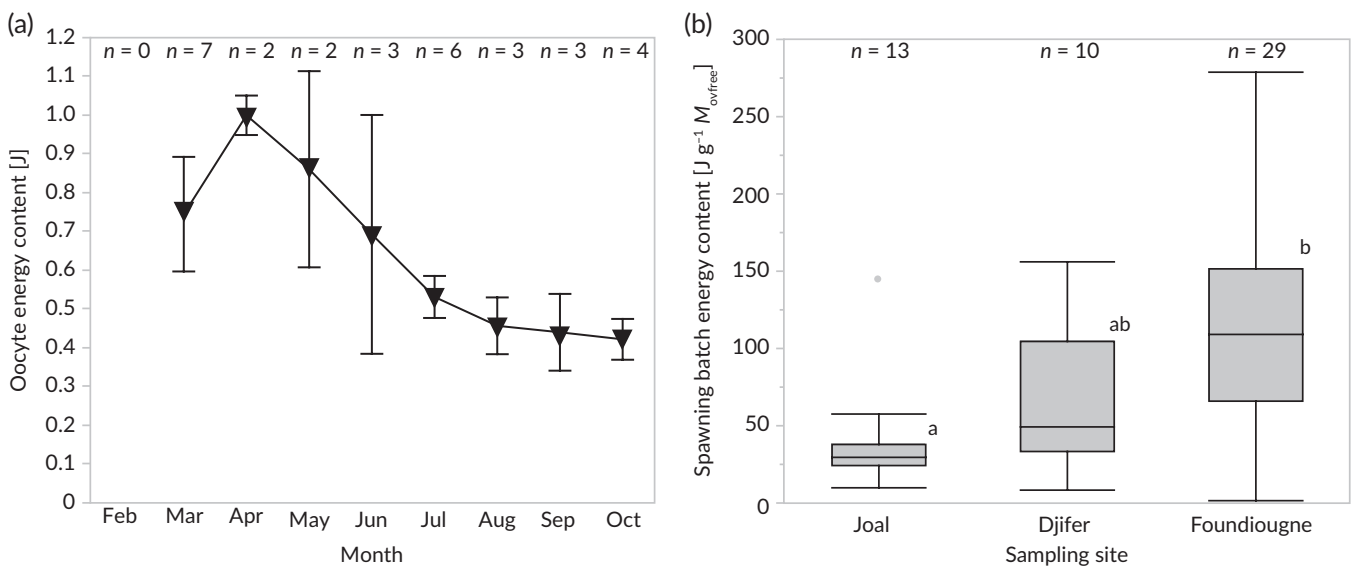 (a)
Oocyte energy content [J]
1.2
1.1
1.0
0.9
0.8
0.7
0.6
0.5
0.4
0.3
0.2
0.1
0
n = 0 n = 7 n = 2 n = 2 n = 3 n = 6 n = 3 n = 3 n = 4
Feb Mar Apr May Jun Jul Aug Sep Oct
Month
(b)
Spawning batch energy content [J g⁻¹ M_ovfree]
300
250
200
150
100
50
0
n = 13 n = 10 n = 29
a
ab
b
Joal Djifer Foundiougne
Sampling site